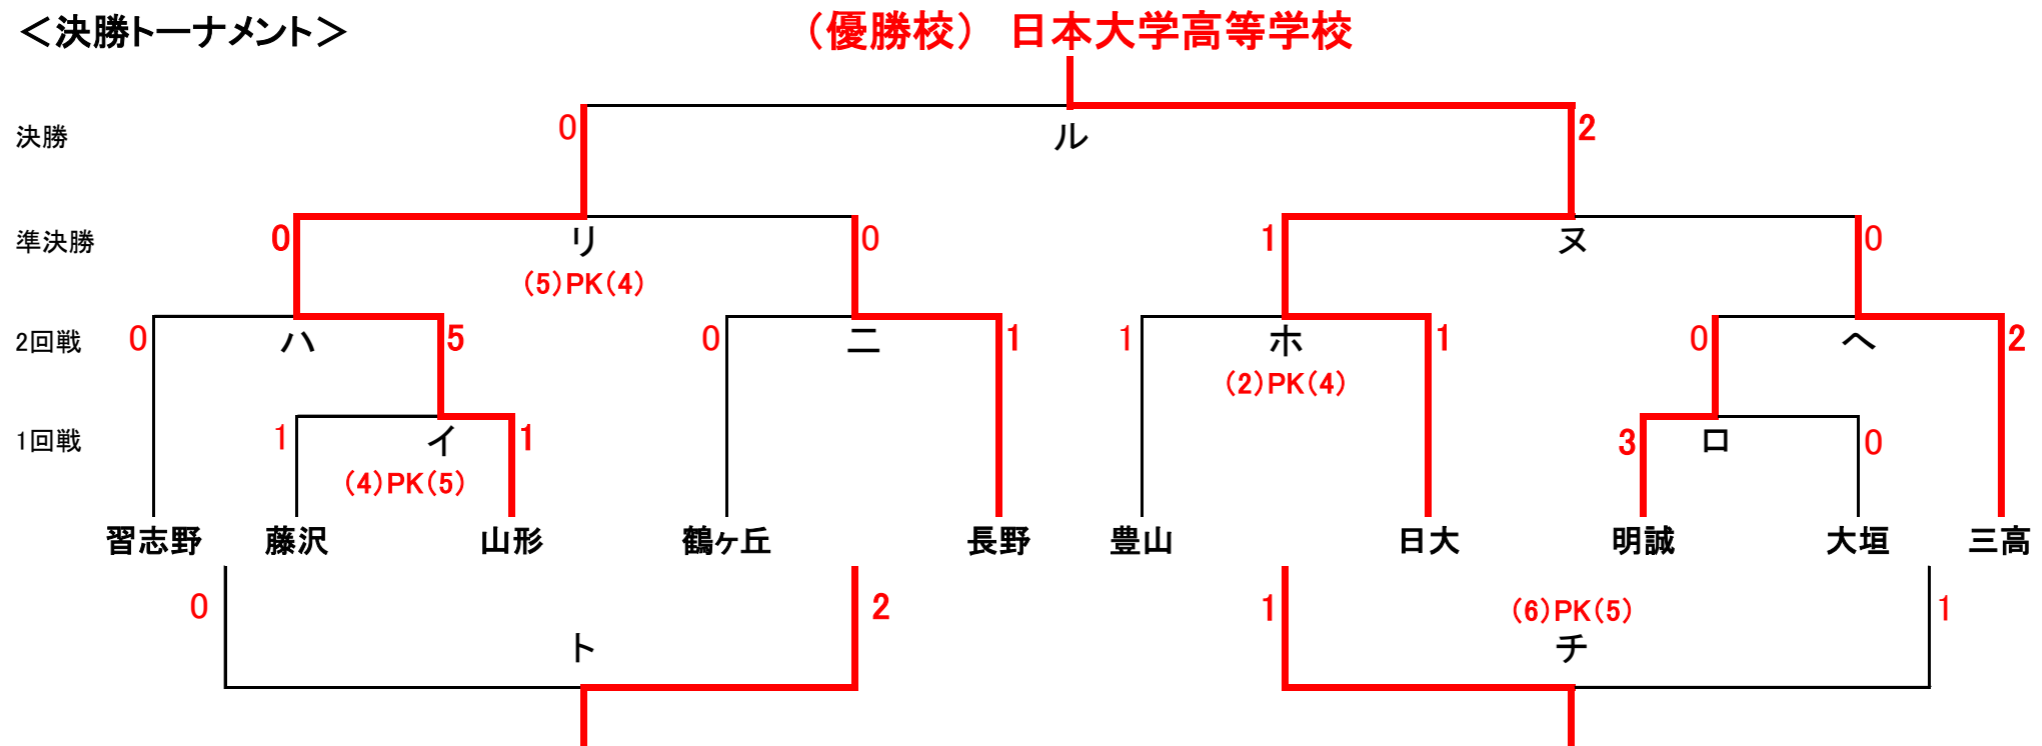 ＜決勝トーナメント＞
（優勝校） 日本大学高等学校
決勝 0 ル 2
準決勝 0 リ 0 1 ヌ 0
(5)PK(4)
2回戦 0 ハ 5 0 ニ 1 1 ホ 1 0 ヘ 2
(2)PK(4)
1回戦 1 イ 1 3 ロ 0
(4)PK(5)
習志野 藤沢 山形 鶴ヶ丘 長野 豊山 日大 明誠 大垣 三高
0 2 1 (6)PK(5) 1
ト チ